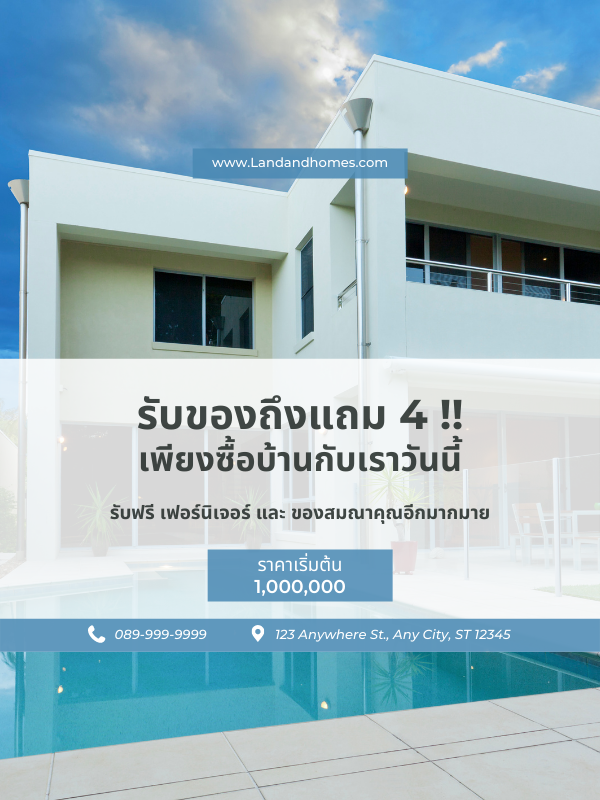 www.Landandhomes.com
รับของถึงแถม 4 !!
เพียงซื้อบ้านกับเราวันนี้
รับฟรี เฟอร์นิเจอร์ และ ของสมณาคุณอีกมากมาย
ราคาเริ่มต้น
1,000,000
089-999-9999 123 Anywhere St., Any City, ST 12345